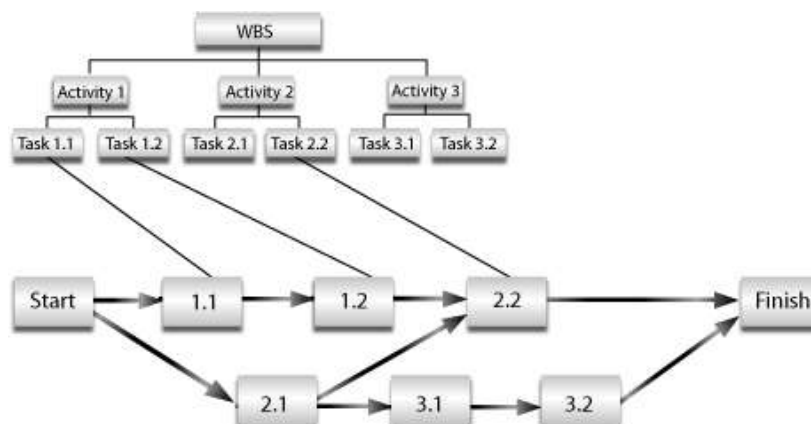 WBS
Activity 1
Activity 2
Activity 3
Task 1.1
Task 1.2
Task 2.1
Task 2.2
Task 3.1
Task 3.2
Start
1.1
1.2
2.2
Finish
2.1
3.1
3.2